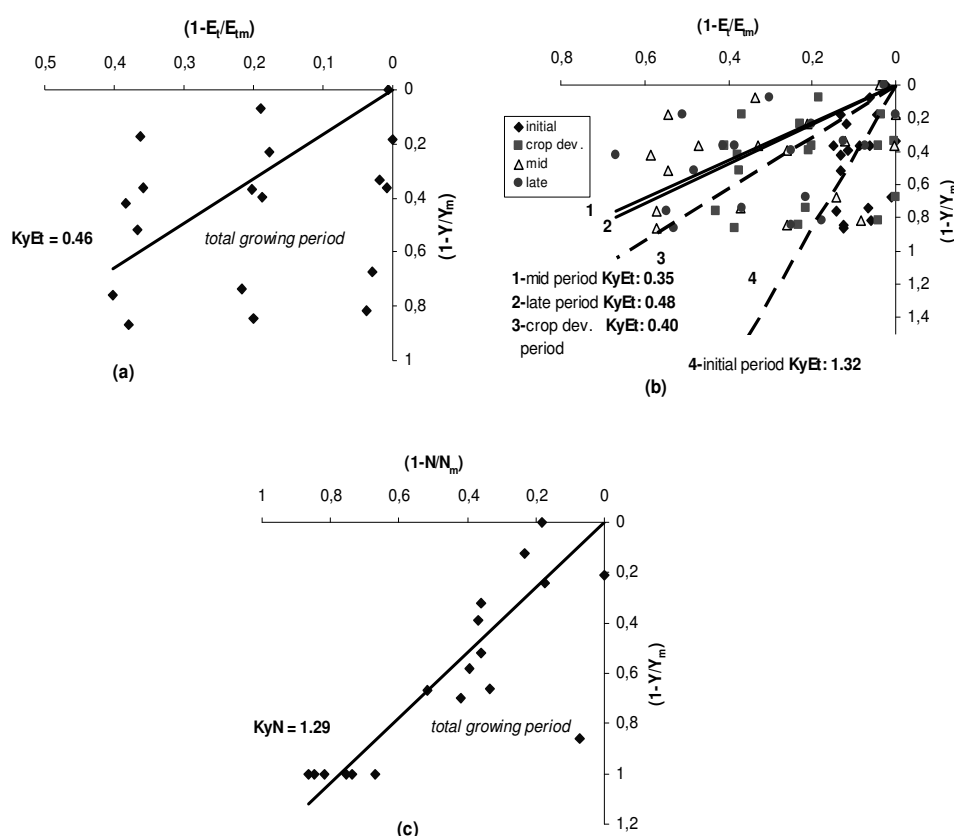 (1-Et/Etm)
0,5 0,4 0,3 0,2 0,1 0
0
0,2
0,4
0,6
0,8
1
(1-Y/Ym)
KyEt = 0.46
total growing period
(a)
(1-Et/Etm)
0,8 0,6 0,4 0,2 0
0
0,2
0,4
0,6
0,8
1
1,2
1,4
(1-Y/Ym)
initial
crop dev.
mid
late
1
2
3
4
1-mid period KyEt: 0.35
2-late period KyEt: 0.48
3-crop dev. KyEt: 0.40
period
4-initial period KyEt: 1.32
(b)
(1-N/Nm)
1 0,8 0,6 0,4 0,2 0
0
0,2
0,4
0,6
0,8
1
1,2
(1-Y/Ym)
KyN = 1.29
total growing period
(c)